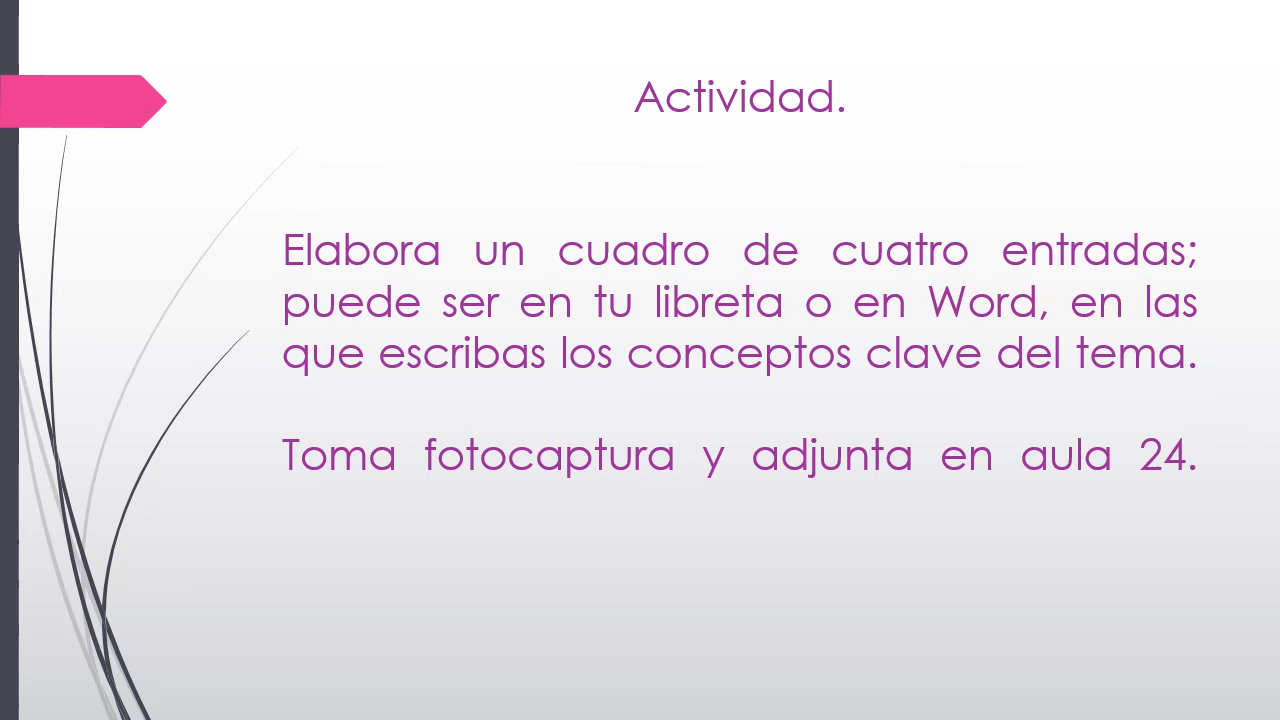 Actividad.
Elabora un cuadro de cuatro entradas;
puede ser en tu libreta o en Word, en las
que escribas los conceptos clave del tema.
Toma fotocaptura y adjunta en aula 24.